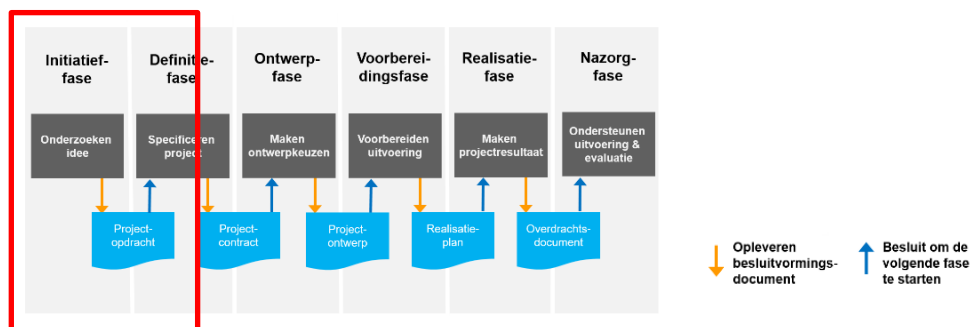 Initiatief-
fase
Definitie-
fase
Ontwerp-
fase
Voorberei-
dingsfase
Realisatie-
fase
Nazorg-
fase
Onderzoeken
idee
Specificeren
project
Maken
ontwerpkeuzen
Voorbereiden
uitvoering
Maken
projectresultaat
Ondersteunen
uitvoering &
evaluatie
Project-
opdracht
Project-
contract
Project-
ontwerp
Realisatie-
plan
Overdrachts-
document
Opleveren
besluitvormings-
document
Besluit om de
volgende fase
te starten